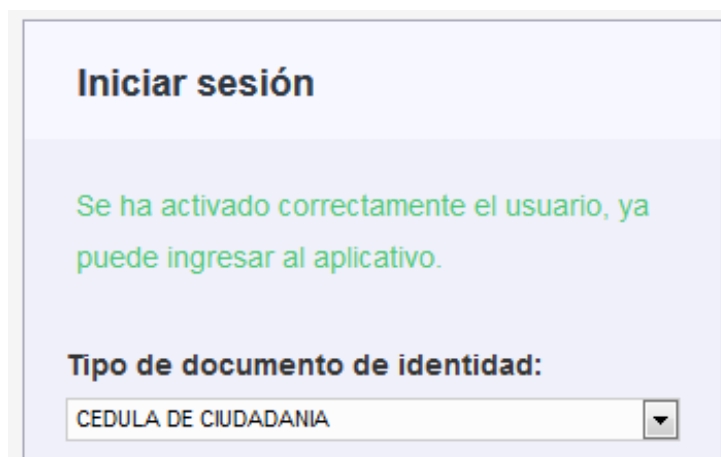 Iniciar sesión
Se ha activado correctamente el usuario, ya
puede ingresar al aplicativo.
Tipo de documento de identidad:
CEDULA DE CIUDADANIA